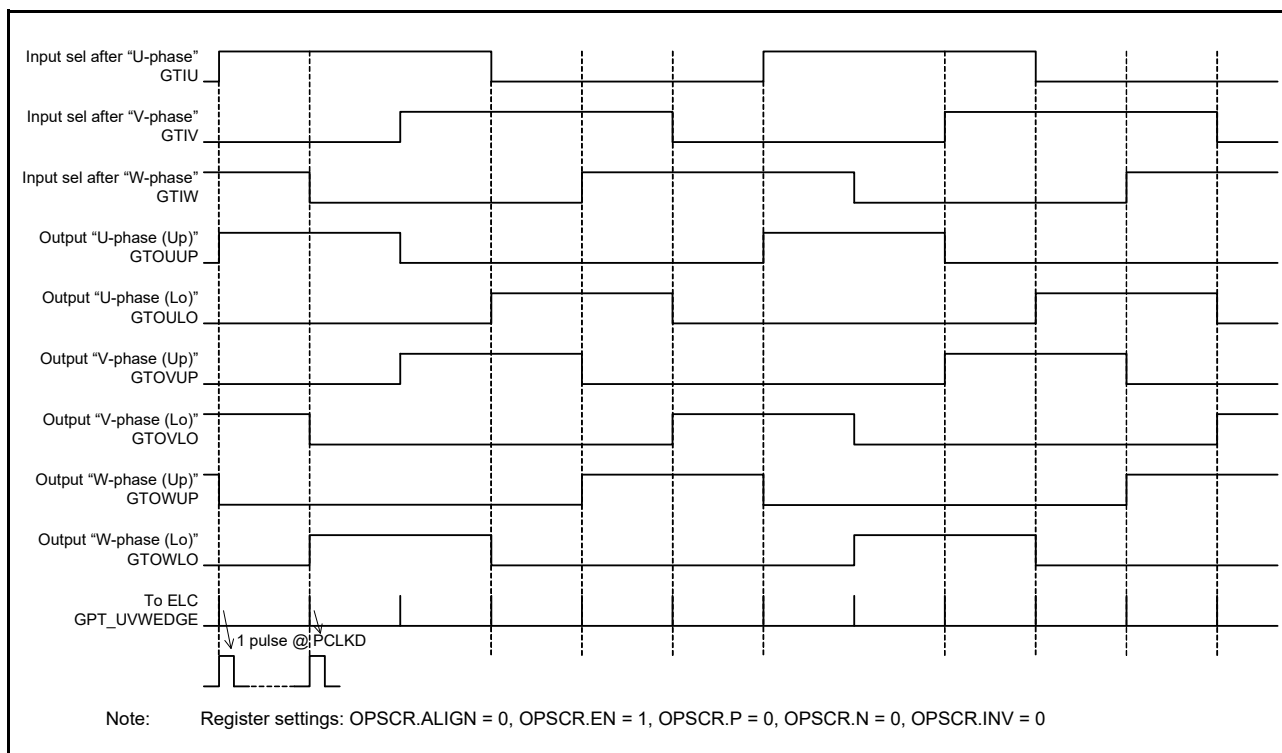 Input sel after “U-phase”
GTIU
Input sel after “V-phase”
GTIV
Input sel after “W-phase”
GTIW
Output “U-phase (Up)”
GTOUUP
Output “U-phase (Lo)”
GTOULO
Output “V-phase (Up)”
GTOVUP
Output “V-phase (Lo)”
GTOVLO
Output “W-phase (Up)”
GTOWUP
Output “W-phase (Lo)”
GTOWLO
To ELC
GPT_UVWEDGE
1 pulse @ PCLKD
Note: Register settings: OPSCR.ALIGN = 0, OPSCR.EN = 1, OPSCR.P = 0, OPSCR.N = 0, OPSCR.INV = 0